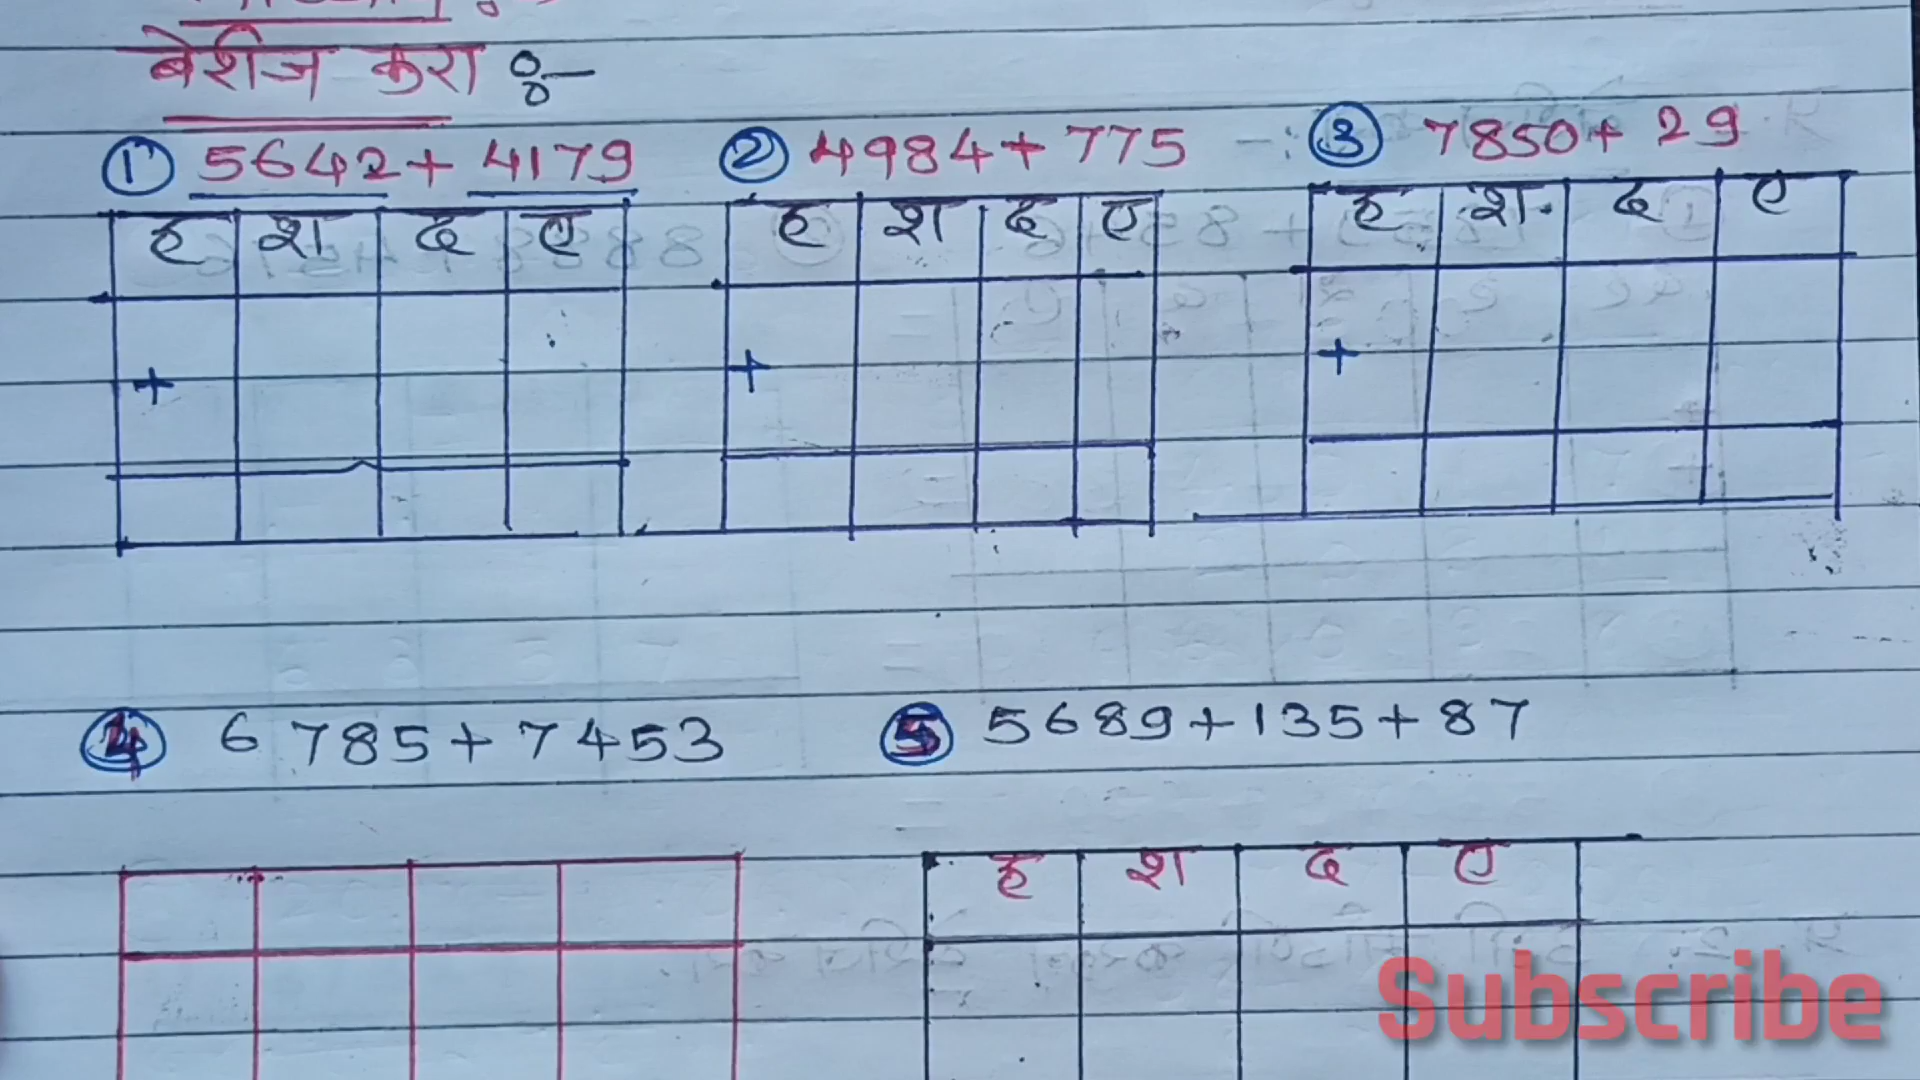 बेरीज करा :-
① 5642 + 4179 ② 4984 + 775 ③ 7850 + 29
ह श द ए ह श द ए ह श द ए
+ + +
④ 6785 + 7453 ⑤ 5689 + 135 + 87
ह श द ए
Subscribe